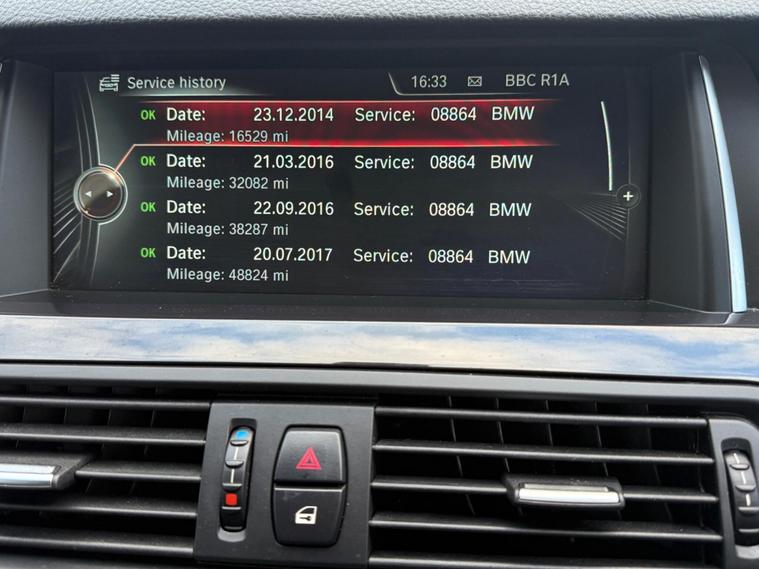 Service history 16:33 BBC R1A
OK Date: 23.12.2014 Service: 08864 BMW
Mileage: 16529 mi
OK Date: 21.03.2016 Service: 08864 BMW
Mileage: 32082 mi
OK Date: 22.09.2016 Service: 08864 BMW
Mileage: 38287 mi
OK Date: 20.07.2017 Service: 08864 BMW
Mileage: 48824 mi